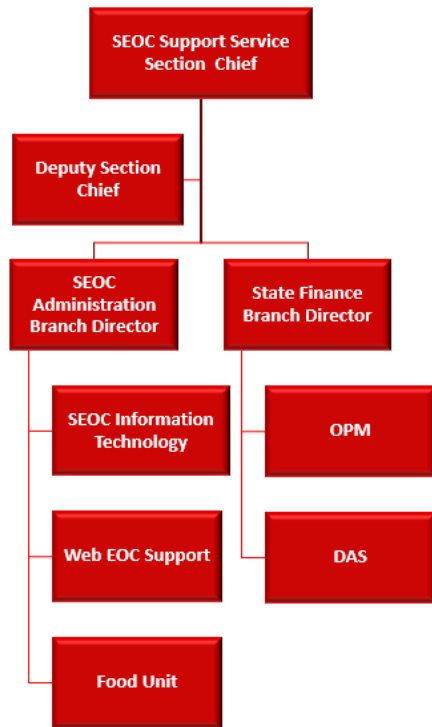 SEOC Support Service
Section Chief
Deputy Section
Chief
SEOC
Administration
Branch Director
State Finance
Branch Director
SEOC Information
Technology
OPM
Web EOC Support
DAS
Food Unit